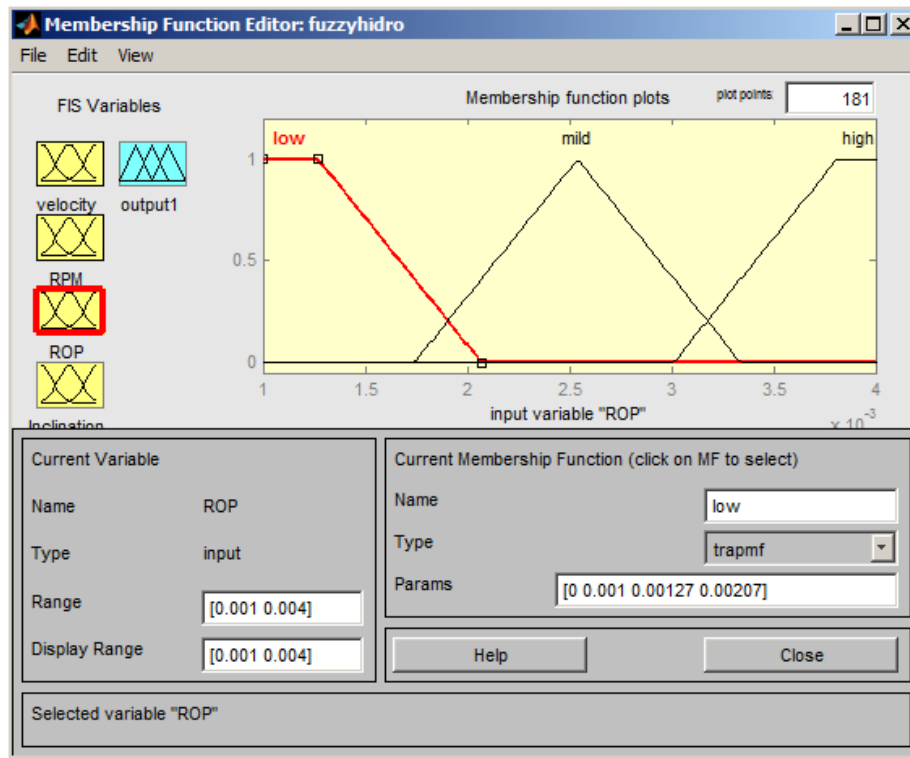 Membership Function Editor: fuzzyhidro
File Edit View
FIS Variables
velocity
output1
RPM
ROP
Inclination
Membership function plots
plot points:
181
low
mild
high
1
0.5
0
1 1.5 2 2.5 3 3.5 4
input variable "ROP"
x 10-3
Current Variable
Name ROP
Type input
Range [0.001 0.004]
Display Range [0.001 0.004]
Current Membership Function (click on MF to select)
Name low
Type trapmf
Params [0 0.001 0.00127 0.00207]
Help Close
Selected variable "ROP"